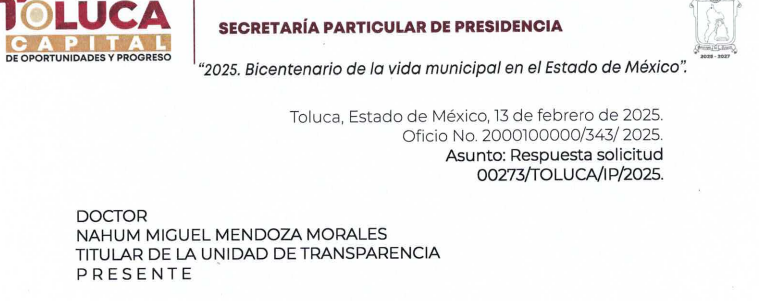 TOLUCA
CAPITAL
DE OPORTUNIDADES Y PROGRESO
SECRETARÍA PARTICULAR DE PRESIDENCIA
2025 - 2027
“2025. Bicentenario de la vida municipal en el Estado de México”.
Toluca, Estado de México, 13 de febrero de 2025.
Oficio No. 2000100000/343/ 2025.
Asunto: Respuesta solicitud
00273/TOLUCA/IP/2025.
DOCTOR
NAHUM MIGUEL MENDOZA MORALES
TITULAR DE LA UNIDAD DE TRANSPARENCIA
P R E S E N T E